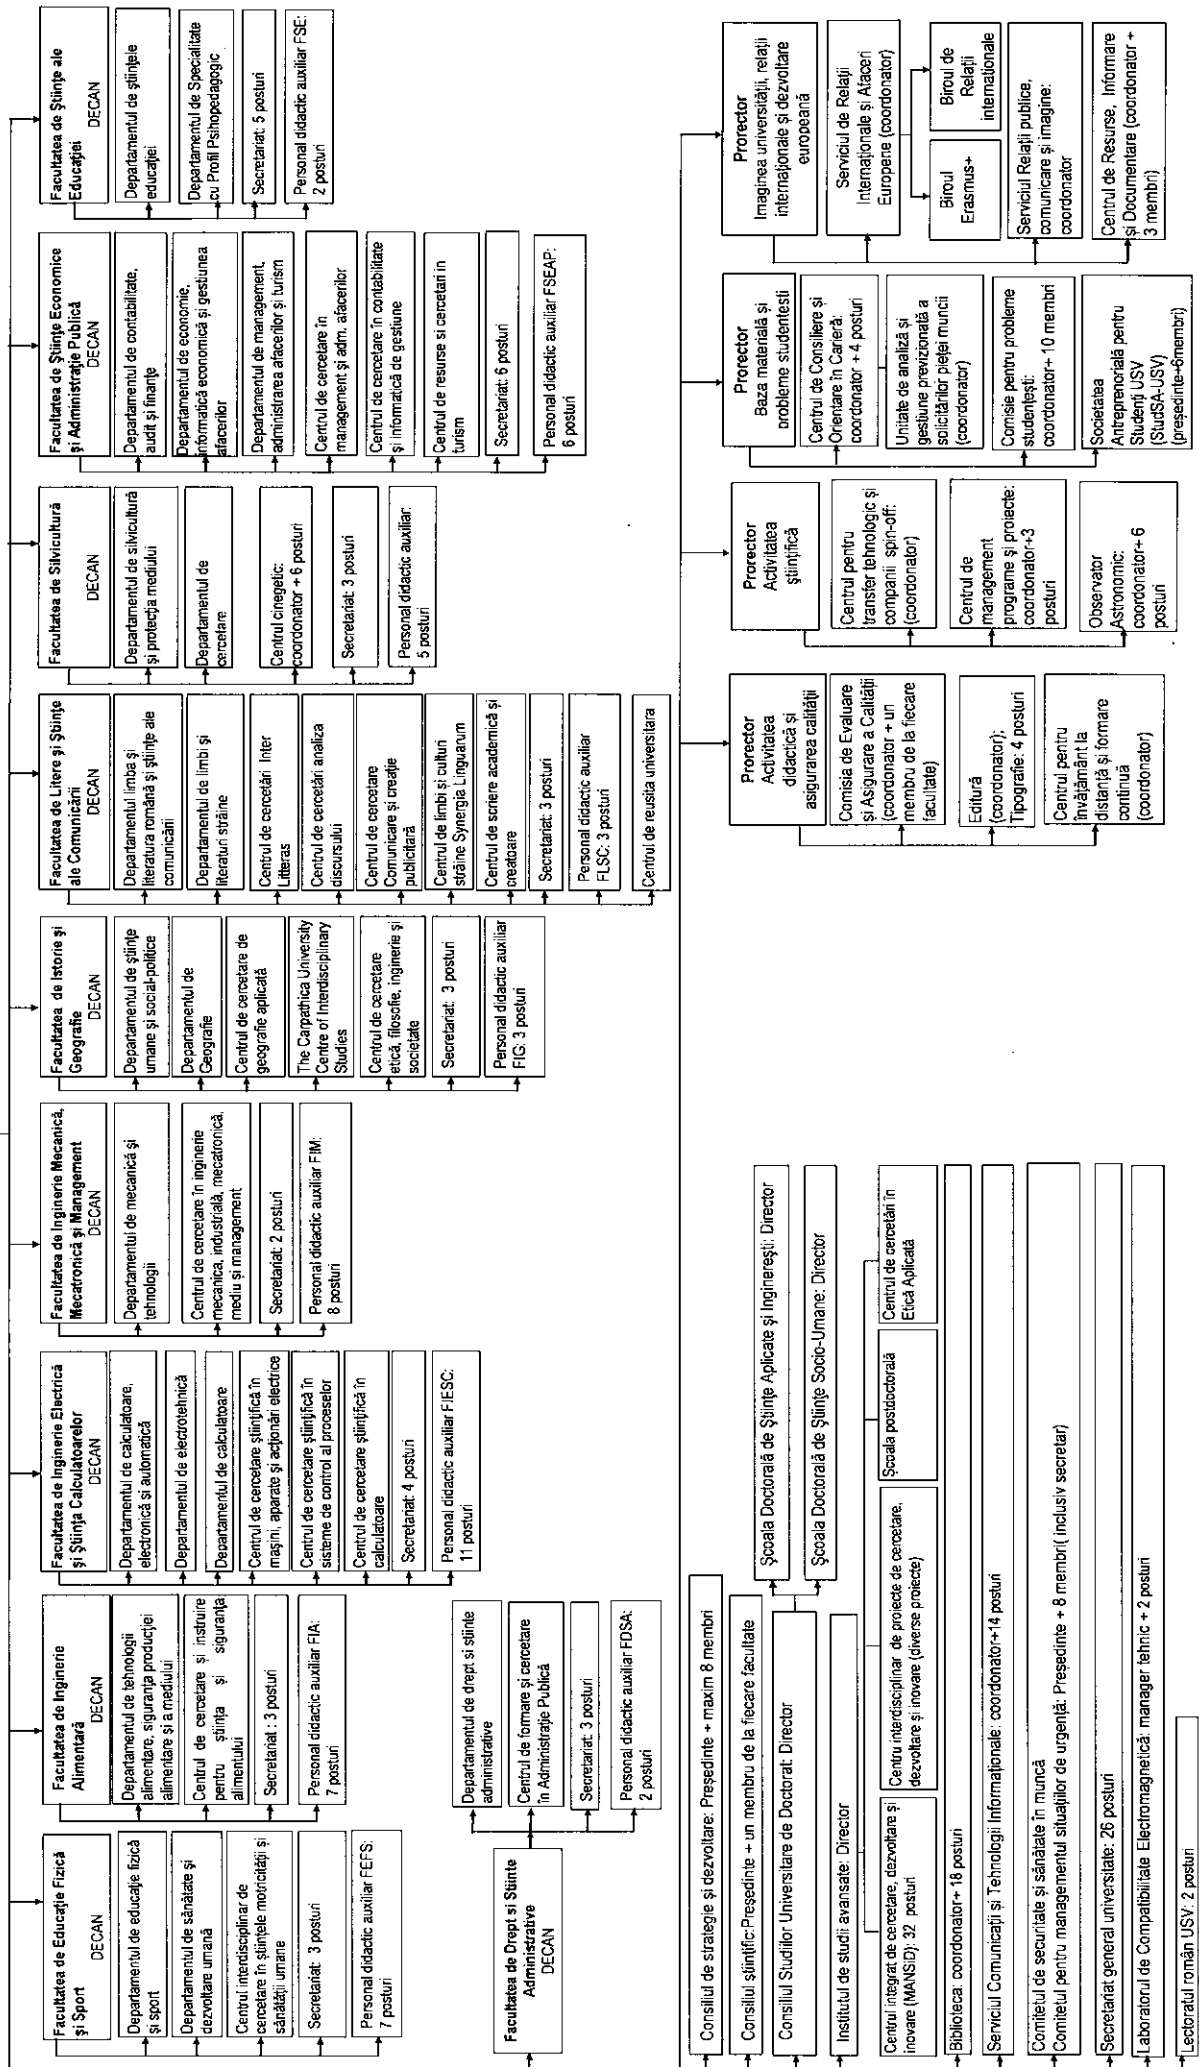 Facultatea de Educație Fizică
și Sport
DECAN
Departamentul de educație fizică
și sport
Departamentul de sănătate și
dezvoltare umană
Centrul interdisciplinar de
cercetare în științele motricității și
sănătății umane
Secretariat: 3 posturi
Personal didactic auxiliar FEFS:
7 posturi
Facultatea de Inginerie
Alimentară
DECAN
Departamentul de tehnologii
alimentare, siguranța producției
alimentare și a mediului
Centrul de cercetare și instruire
pentru știința și siguranța
alimentului
Secretariat : 3 posturi
Personal didactic auxiliar FIA:
7 posturi
Facultatea de Inginerie Electrică
și Știința Calculatoarelor
DECAN
Departamentul de calculatoare,
electronică și automatică
Departamentul de electrotehnică
Departamentul de calculatoare
Centrul de cercetare științifică în
mașini, aparate și acționări electrice
Centrul de cercetare științifică în
sisteme de control al proceselor
Centrul de cercetare științifică în
calculatoare
Secretariat: 4 posturi
Personal didactic auxiliar FIESC:
11 posturi
Facultatea de Inginerie Mecanică,
Mecatronică și Management
DECAN
Departamentul de mecanică și
tehnologii
Centrul de cercetare în inginerie
mecanica, industrială, mecatronică,
mediu si management
Secretariat: 2 posturi
Personal didactic auxiliar FIM:
8 posturi
Facultatea de Istorie și
Geografie
DECAN
Departamentul de științe
umane și social-politice
Departamentul de
Geografie
Centrul de cercetare de
geografie aplicată
The Carpathica University
Centre of Interdisciplinary
Studies
Centrul de cercetare
etică, filosofie, inginerie și
societate
Secretariat: 3 posturi
Personal didactic auxiliar
FIG: 3 posturi
Facultatea de Litere și Științe
ale Comunicării
DECAN
Departamentul limba și
literatura română și științe ale
comunicării
Departamentul de limbi și
literaturi străine
Centrul de cercetări Inter
Litteras
Centrul de cercetări analiza
discursului
Centrul de cercetare
Comunicare și creație
publicitară
Centrul de limbi și culturi
străine Synergia Linguarum
Centrul de scriere academică și
creatoare
Secretariat: 3 posturi
Personal didactic auxiliar
FLSC: 3 posturi
Centrul de reusita universitara
Facultatea de Silvicultură
DECAN
Departamentul de silvicultură
și protecția mediului
Departamentul de
cercetare
Centrul cinegetic:
coordonator + 6 posturi
Secretariat: 3 posturi
Personal didactic auxiliar:
5 posturi
Facultatea de Științe Economice
și Administrație Publică
DECAN
Departamentul de contabilitate,
audit și finanțe
Departamentul de economie,
informatică economică și gestiunea
afacerilor
Departamentul de management,
administrarea afacerilor și turism
Centrul de cercetare în
management și adm. afacerilor
Centrul de cercetare în contabilitate
și informatică de gestiune
Centrul de resurse si cercetari in
turism
Secretariat: 6 posturi
Personal didactic auxiliar FSEAP:
6 posturi
Facultatea de Științe ale
Educației
DECAN
Departamentul de științele
educației
Departamentul de Specialitate
cu Profil Psihopedagogic
Secretariat: 5 posturi
Personal didactic auxiliar FSE:
2 posturi
Facultatea de Drept si Stiinte
Administrative
DECAN
Departamentul de drept si stiinte
administrative
Centrul de formare și cercetare
în Administrație Publică
Secretariat: 3 posturi
Personal didactic auxiliar FDSA:
2 posturi
Consiliul de strategie și dezvoltare: Președinte + maxim 8 membri
Consiliul științific:Președinte + un membru de la fiecare facultate
Consiliul Studiilor Universitare de Doctorat: Director
Școala Doctorală de Științe Aplicate și Inginerești: Director
Școala Doctorală de Științe Socio-Umane: Director
Institutul de studii avansate: Director
Centrul integrat de cercetare, dezvoltare și
inovare (MANSiD): 32 posturi
Centru interdisciplinar de proiecte de cercetare,
dezvoltare și inovare (diverse proiecte)
Școala postdoctorală
Centrul de cercetări în
Etică Aplicată
Biblioteca: coordonator+ 18 posturi
Serviciul Comunicații și Tehnologii Informaționale: coordonator+14 posturi
Comitetul de securitate și sănătate în muncă
Comitetul pentru managementul situațiilor de urgență: Președinte + 8 membri( inclusiv secretar)
Secretariat general universitate: 26 posturi
Laboratorul de Compatibilitate Electromagnetică: manager tehnic + 2 posturi
Lectoratul român USV: 2 posturi
Prorector
Activitatea
didactică și
asigurarea calității
Comisia de Evaluare
și Asigurare a Calității
(coordonator + un
membru de la fiecare
facultate)
Editură
(coordonator);
Tipografie: 4 posturi
Centrul pentru
învățământ la
distanță și formare
continuă
(coordonator)
Prorector
Activitatea
științifică
Centrul pentru
transfer tehnologic și
companii spin-off:
(coordonator)
Centrul de
management
programe și proiecte:
coordonator+3
posturi
Observator
Astronomic:
coordonator+ 6
posturi
Prorector
Baza materială și
probleme studentesti
Centrul de Consiliere și
Orientare în Carieră:
coordonator + 4 posturi
Unitate de analiză și
gestiune previzionată a
solicitărilor pieței muncii
(coordonator)
Comisie pentru probleme
studențești:
coordonator+ 10 membri
Societatea
Antreprenorială pentru
Studenți USV
(StudSA-USV)
(președinte+6membri)
Prorector
Imaginea universității, relații
internaționale și dezvoltare
europeană
Serviciul de Relații
Internaționale și Afaceri
Europene (coordonator)
Biroul
Erasmus+
Biroul de
Relații
internationale
Serviciul Relații publice,
comunicare și imagine:
coordonator
Centrul de Resurse, Informare
și Documentare (coordonator +
3 membri)